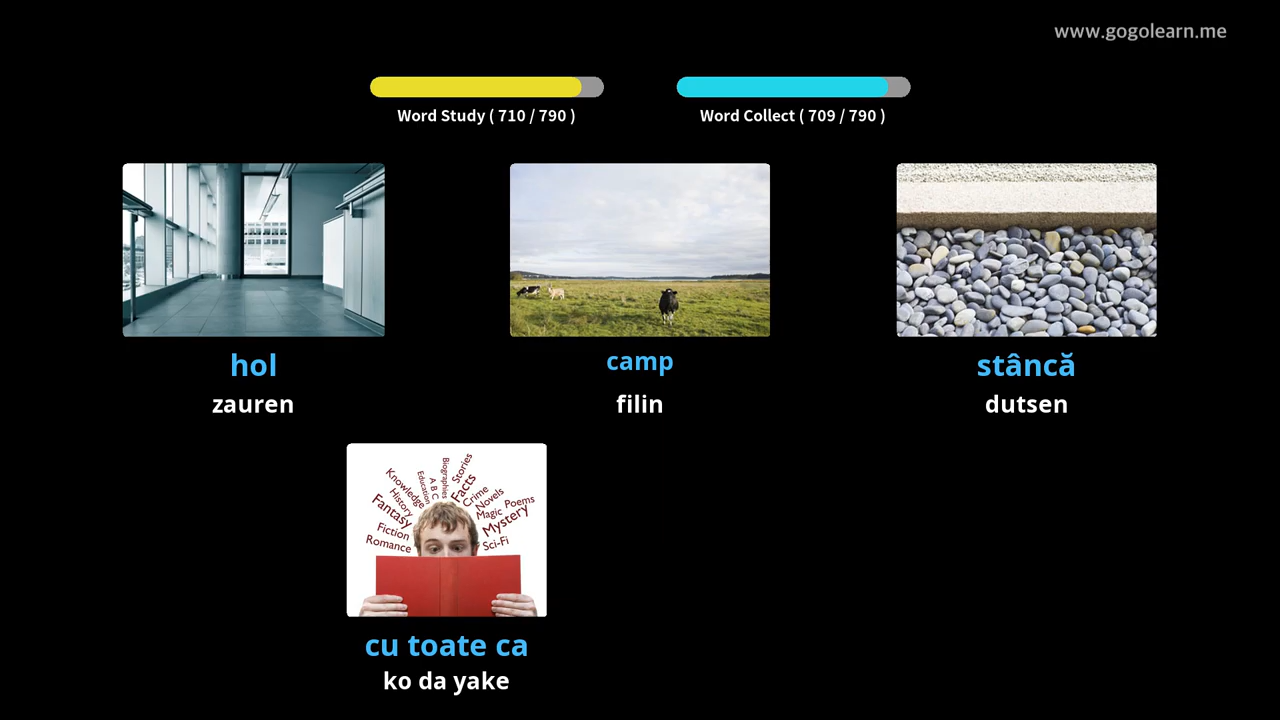 www.gogolearn.me
Word Study ( 710 / 790 )
Word Collect ( 709 / 790 )
hol
zauren
camp
filin
stâncă
dutsen
Knowledge
History
Fantasy
Fiction
Romance
Education
A B C
Biographies
Stories
Facts
Crime
Novels
Magic
Poems
Mystery
Sci-Fi
cu toate ca
ko da yake